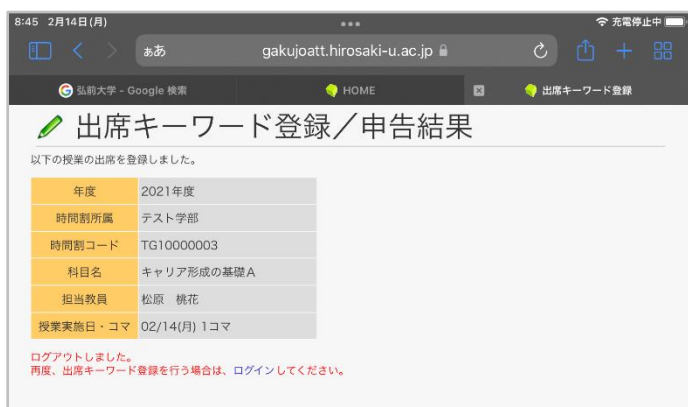 8:45 2月14日(月)
充電停止中
ぁあ gakujoatt.hirosaki-u.ac.jp
弘前大学 - Google 検索 HOME 出席キーワード登録
出席キーワード登録／申告結果
以下の授業の出席を登録しました。
年度 2021年度
時間割所属 テスト学部
時間割コード TG10000003
科目名 キャリア形成の基礎A
担当教員 松原 桃花
授業実施日・コマ 02/14(月) 1コマ
ログアウトしました。
再度、出席キーワード登録を行う場合は、ログインしてください。